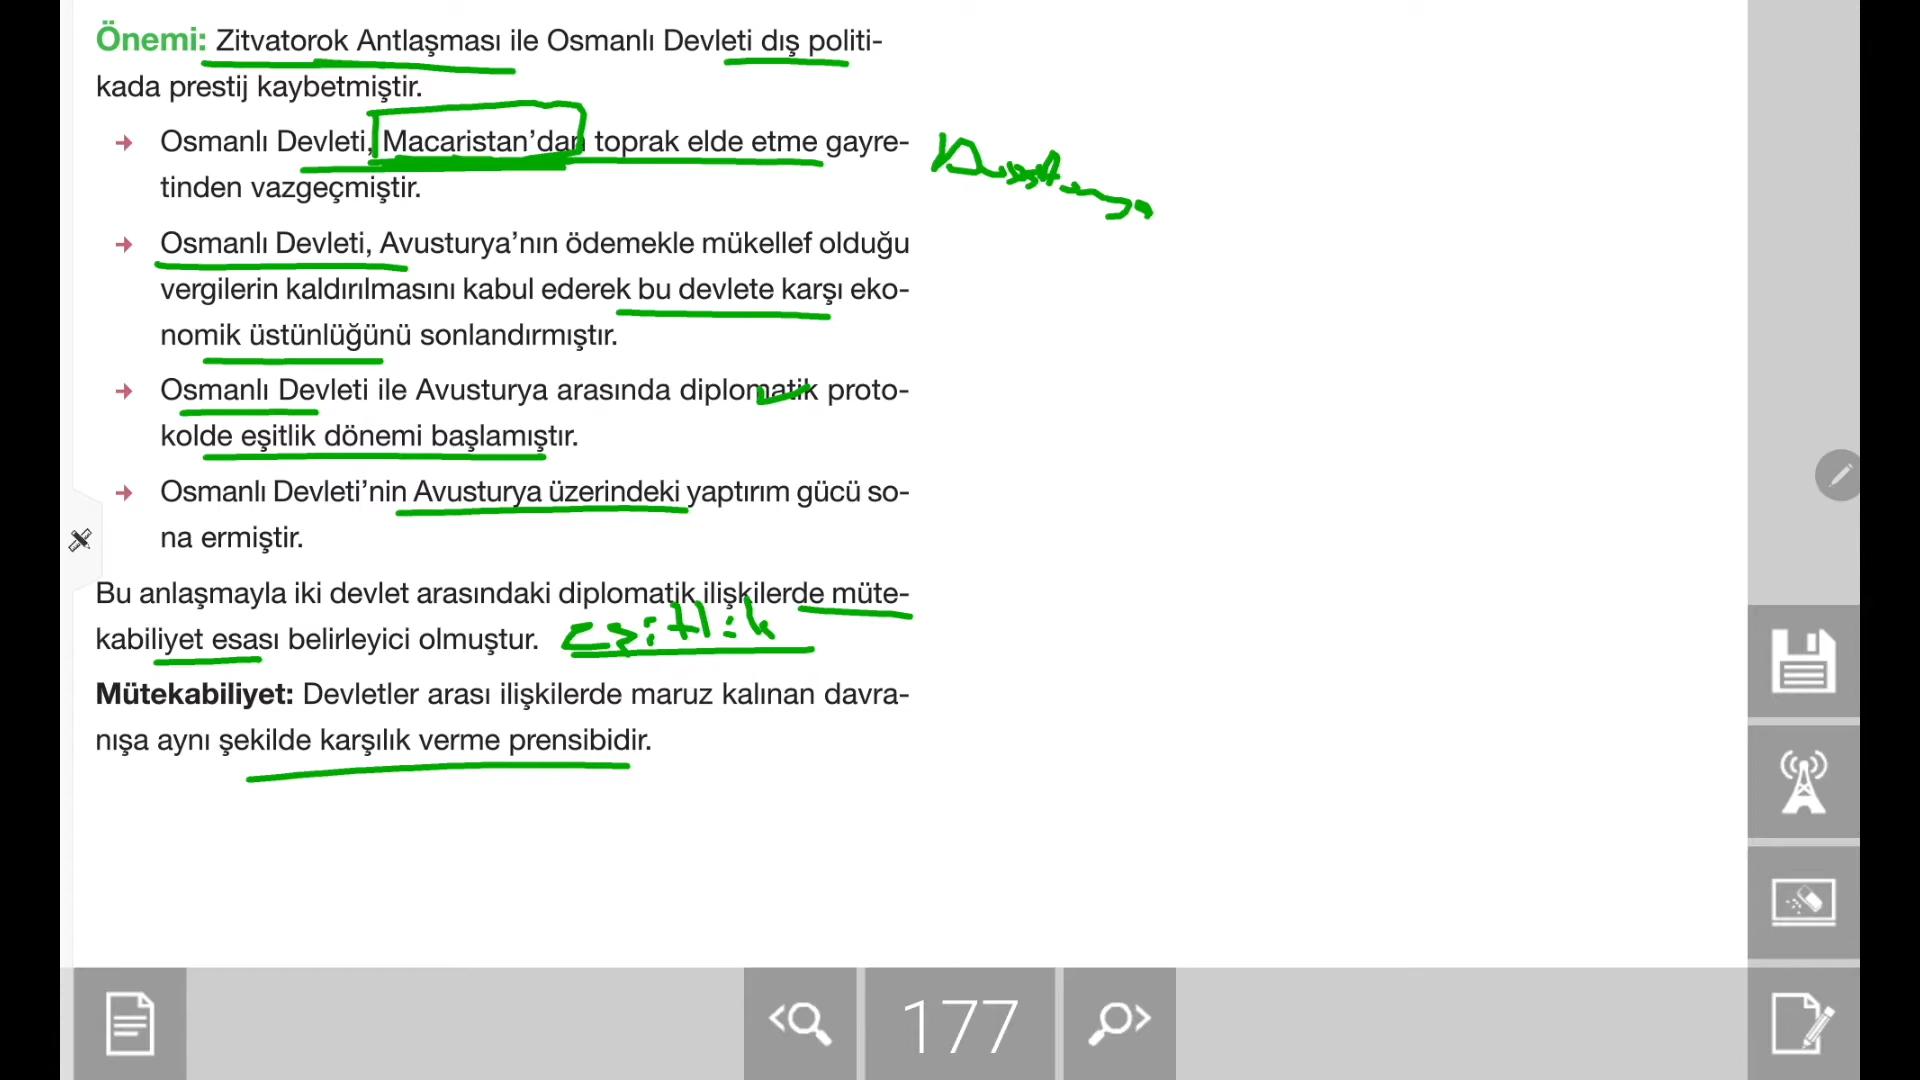 Önemi: Zitvatorok Antlaşması ile Osmanlı Devleti dış politi-
kada prestij kaybetmiştir.
→ Osmanlı Devleti, Macaristan’dan toprak elde etme gayre-
tinden vazgeçmiştir.
→ Osmanlı Devleti, Avusturya’nın ödemekle mükellef olduğu
vergilerin kaldırılmasını kabul ederek bu devlete karşı eko-
nomik üstünlüğünü sonlandırmıştır.
→ Osmanlı Devleti ile Avusturya arasında diplomatik proto-
kolde eşitlik dönemi başlamıştır.
→ Osmanlı Devleti’nin Avusturya üzerindeki yaptırım gücü so-
na ermiştir.
Bu anlaşmayla iki devlet arasındaki diplomatik ilişkilerde müte-
kabiliyet esası belirleyici olmuştur. eşitlik
Mütekabiliyet: Devletler arası ilişkilerde maruz kalınan davra-
nışa aynı şekilde karşılık verme prensibidir.
177